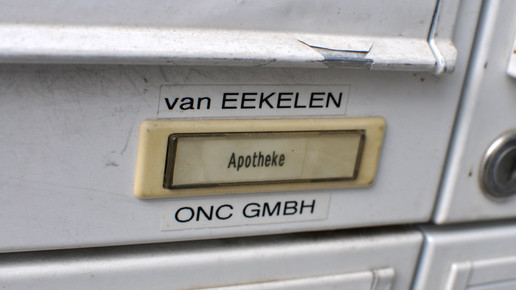 van EEKELEN
Apotheke
ONC GMBH